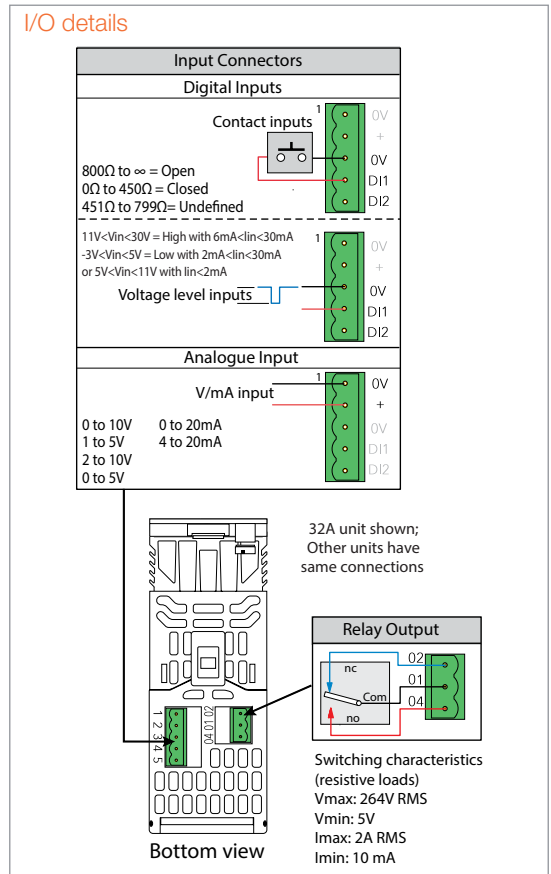 I/O details
Input Connectors
Digital Inputs
Contact inputs
1
0V
+
0V
DI1
DI2
800Ω to ∞ = Open
0Ω to 450Ω = Closed
451Ω to 799Ω= Undefined
11V<Vin<30V = High with 6mA<Iin<30mA
-3V<Vin<5V = Low with 2mA<Iin<30mA
or 5V<Vin<11V with Iin<2mA
Voltage level inputs
1
0V
+
0V
DI1
DI2
Analogue Input
V/mA input
1
0V
+
0V
DI1
DI2
0 to 10V 0 to 20mA
1 to 5V 4 to 20mA
2 to 10V
0 to 5V
32A unit shown;
Other units have
same connections
Relay Output
nc
Com
no
02
01
04
1 2 3 4 5
04 01 02
Switching characteristics
(resistive loads)
Vmax: 264V RMS
Vmin: 5V
Imax: 2A RMS
Imin: 10 mA
Bottom view